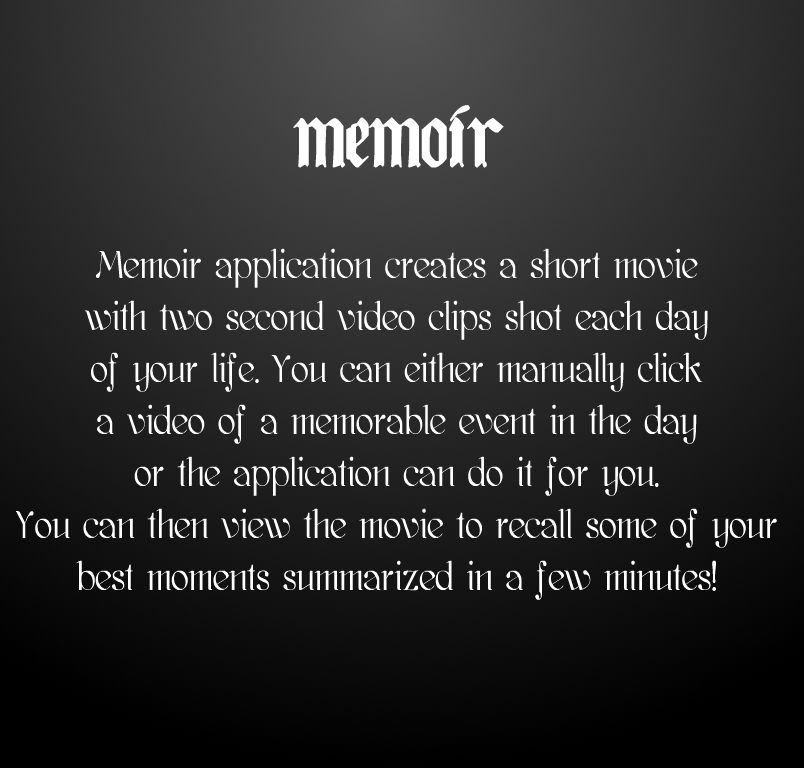 memoir
Memoir application creates a short movie
with two second video clips shot each day
of your life. You can either manually click
a video of a memorable event in the day
or the application can do it for you.
You can then view the movie to recall some of your
best moments summarized in a few minutes!